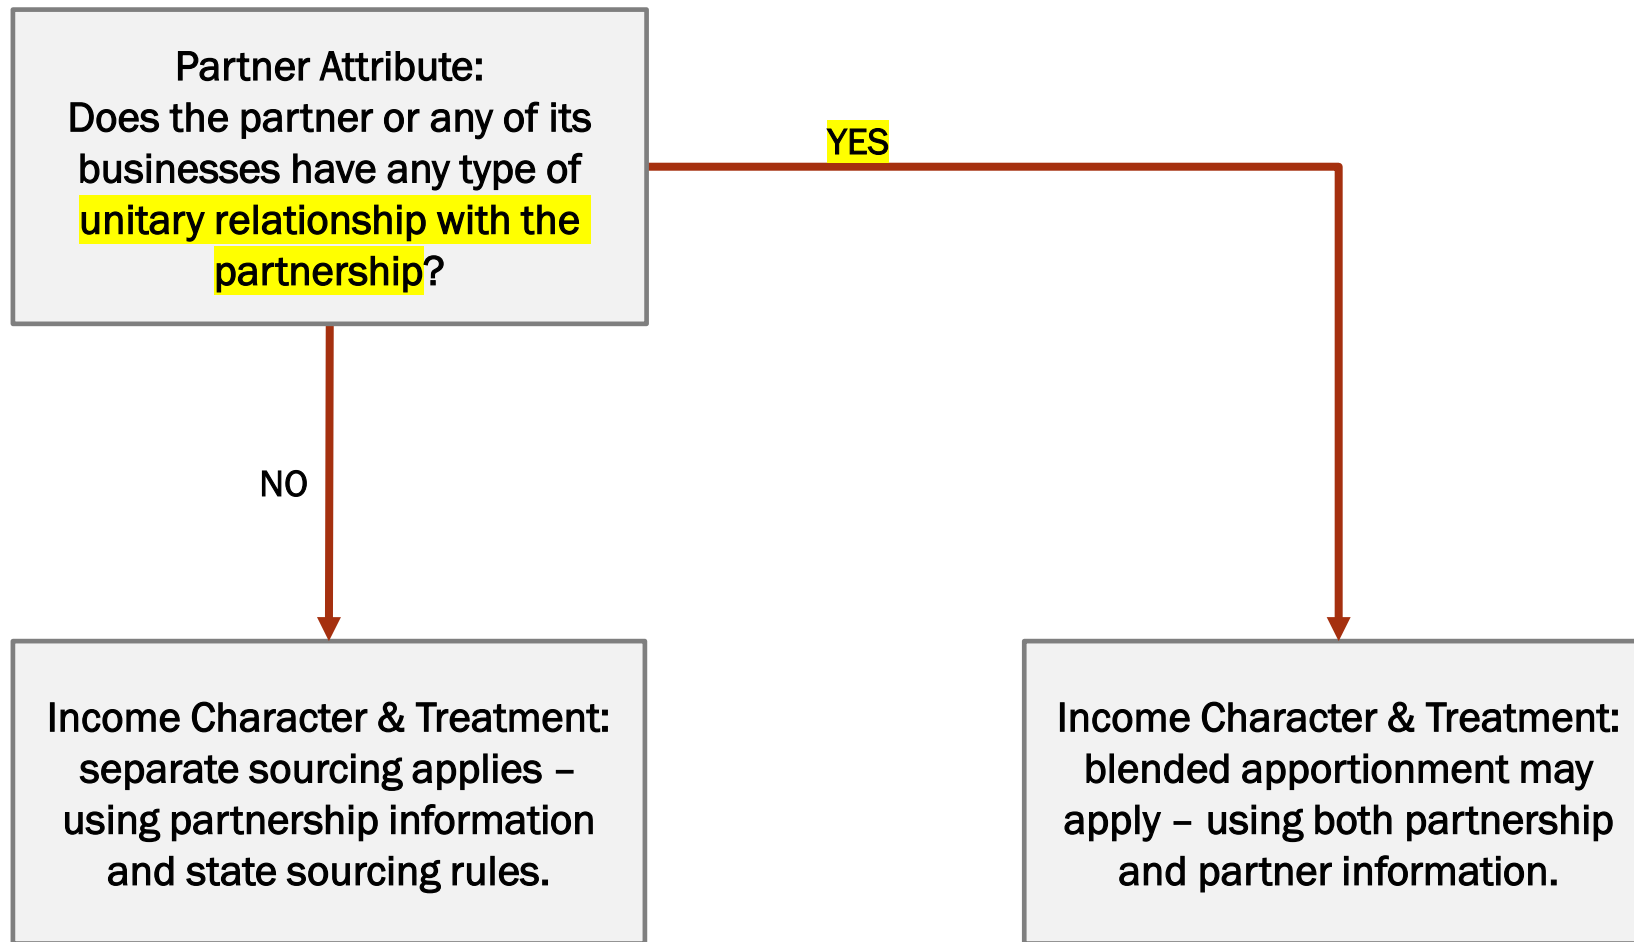 Partner Attribute:
Does the partner or any of its
businesses have any type of
unitary relationship with the
partnership?
YES
NO
Income Character & Treatment:
separate sourcing applies –
using partnership information
and state sourcing rules.
Income Character & Treatment:
blended apportionment may
apply – using both partnership
and partner information.